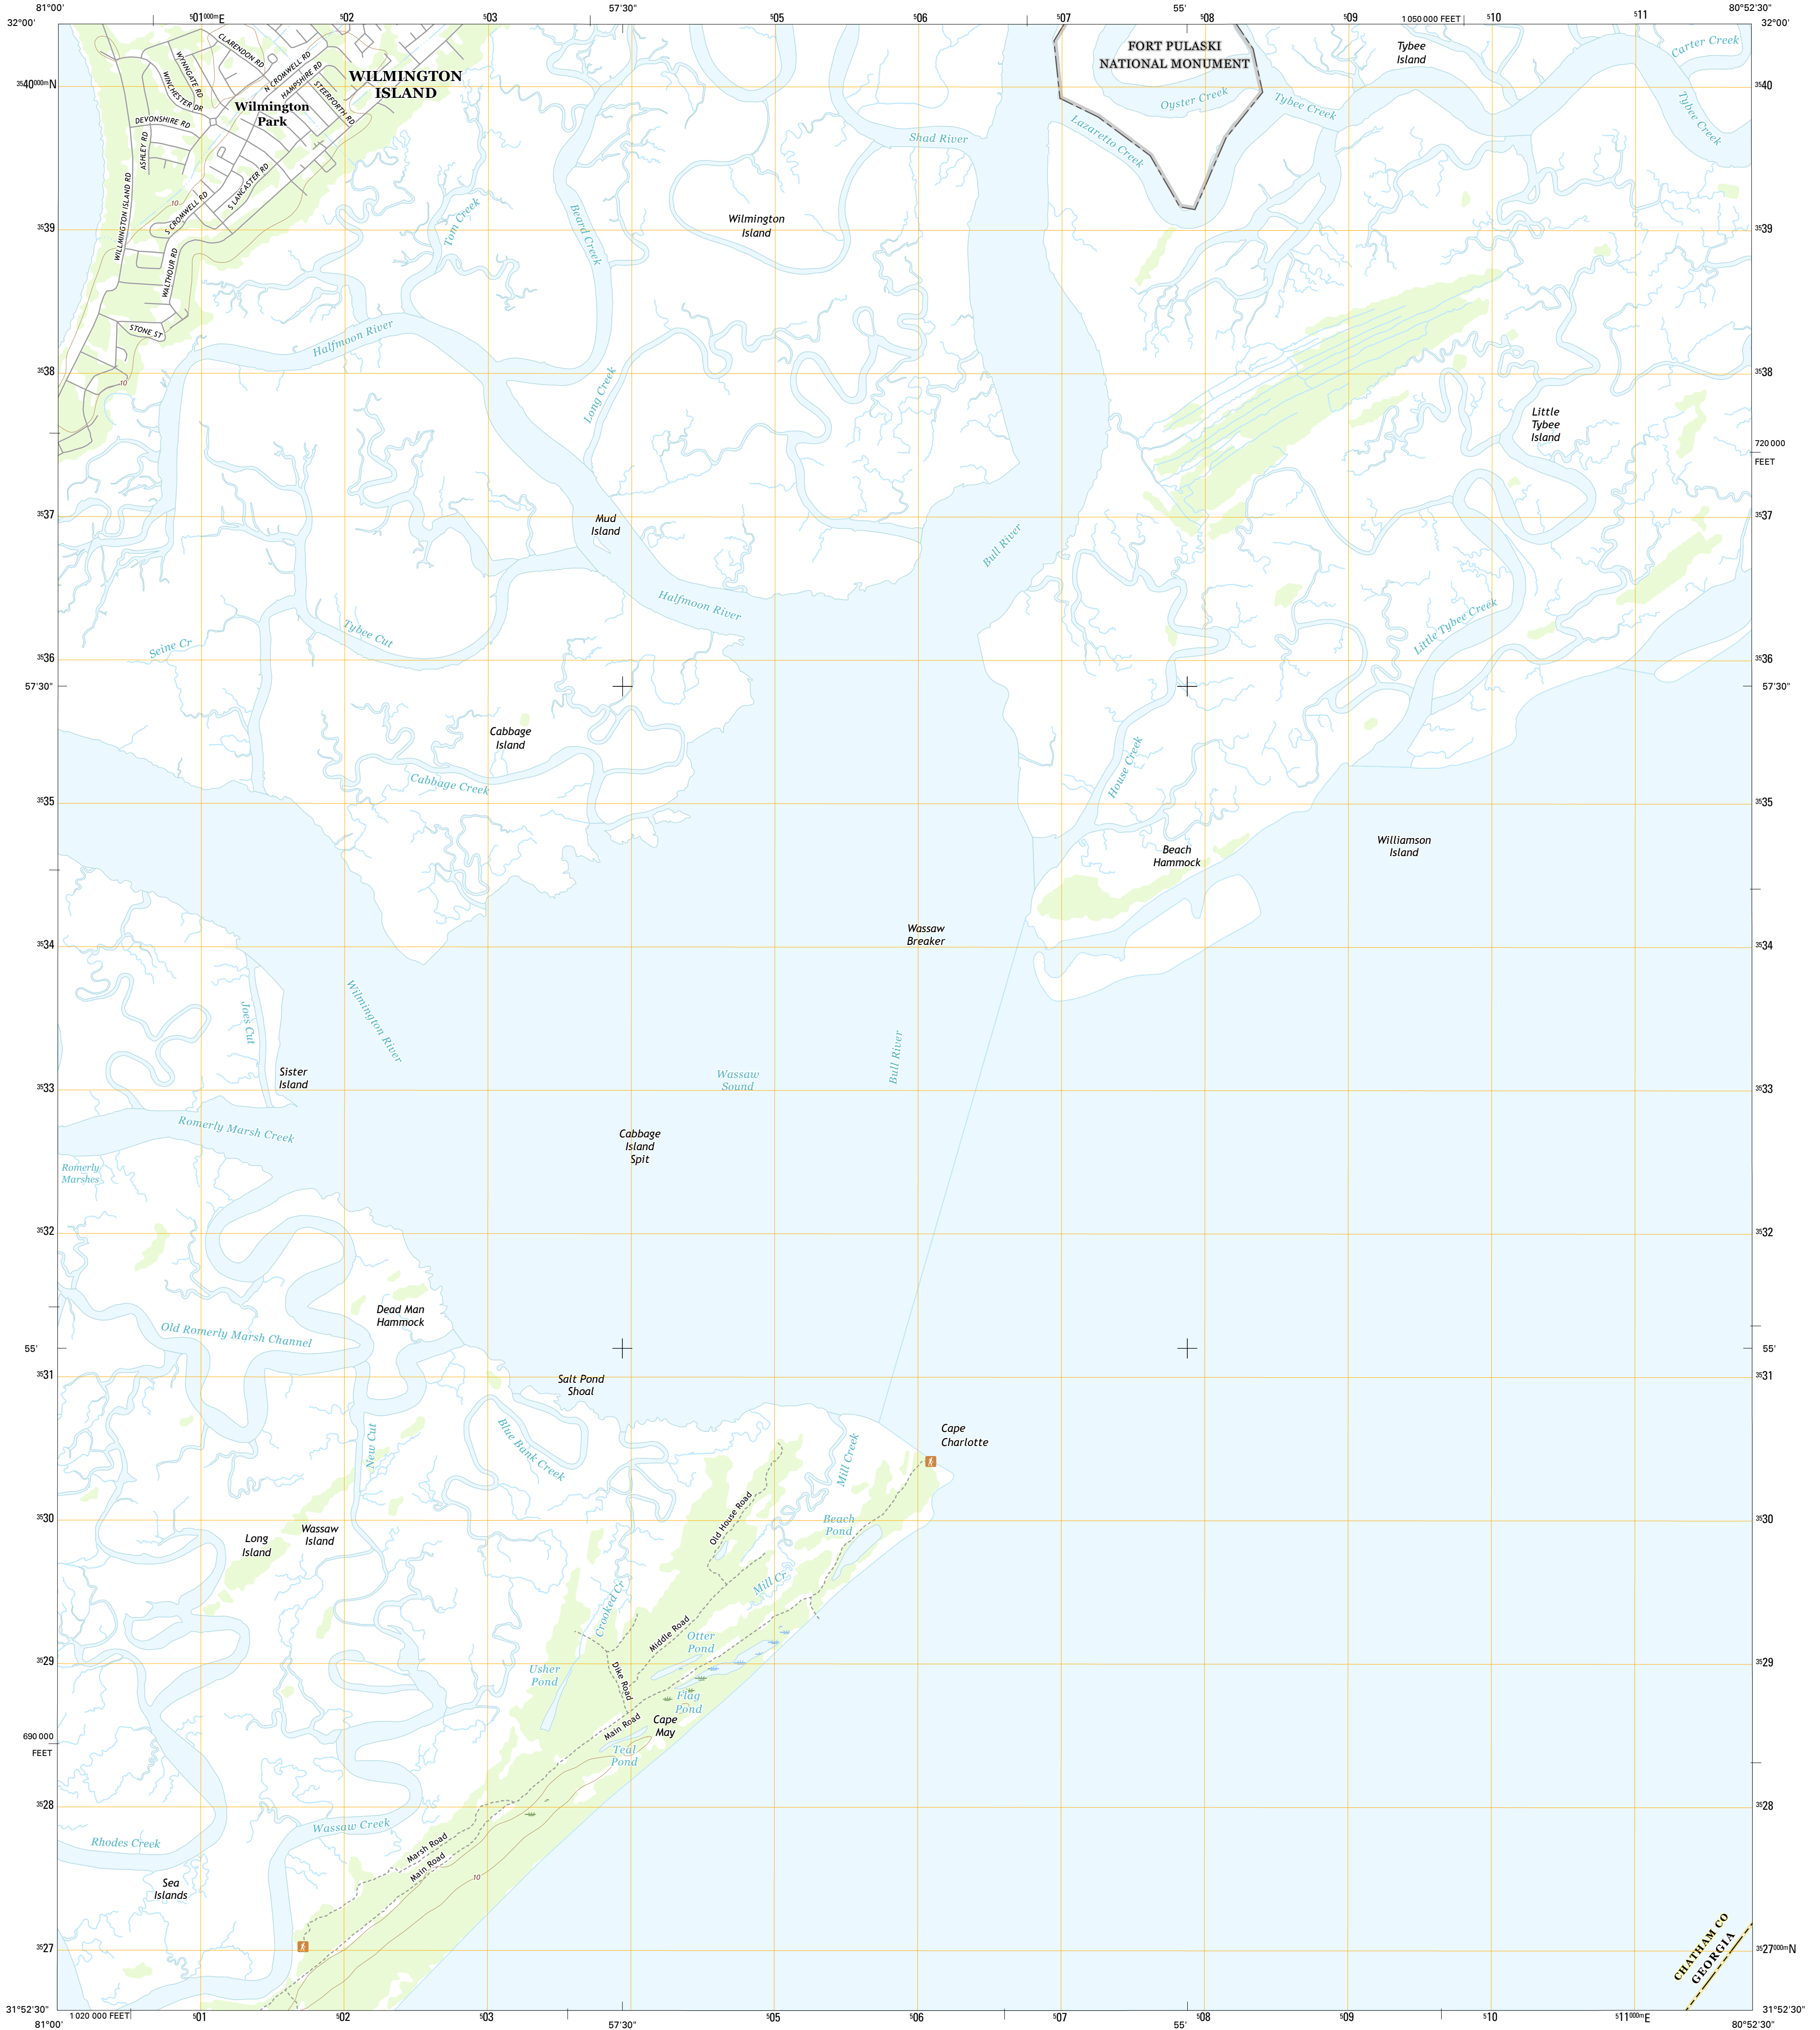 81°00'
501000mE
502
503
57'30"
505
506
507
55'
508
509
1 050 000 FEET
510
511
80°52'30"
32°00'
32°00'
CLARENDON RD
WYNNGATE RD
WINCHESTER DR
N CROMWELL RD
HAMPSHIRE RD
STEERFORTH RD
WILMINGTON
ISLAND
FORT PULASKI
NATIONAL MONUMENT
Tybee
Island
Carter Creek
3540000mN
Wilmington
Park
Oyster Creek
Tybee Creek
Tybee Creek
3540
DEVONSHIRE RD
ASHLEY RD
Shad River
Lazaretto Creek
WILLMINGTON ISLAND RD
S LANCASTER RD
S CROMWELL RD
10
Tom Creek
Beard Creek
Wilmington
Island
3539
3539
WALTHOUR RD
STONE ST
Halfmoon River
3538
10
Long Creek
3538
Little
Tybee
Island
720 000
FEET
3537
Mud
Island
Bull River
3537
Halfmoon River
Tybee Cut
Seine Cr
Little Tybee Creek
3536
3536
57'30"
57'30"
Cabbage
Island
Cabbage Creek
House Creek
3535
3535
Beach
Hammock
Williamson
Island
Wassaw
Breaker
3534
3534
Joes Cut
Wilmington River
Bull River
Sister
Island
Wassaw
Sound
3533
3533
Romerly Marsh Creek
Cabbage
Island
Spit
Romerly
Marshes
3532
3532
Dead Man
Hammock
Old Romerly Marsh Channel
55'
55'
3531
3531
Salt Pond
Shoal
New Cut
Blue Bank Creek
Mill Creek
Cape
Charlotte
3530
3530
Old House Road
Beach
Pond
Long
Island
Wassaw
Island
Crooked Cr
Mill Cr
Middle Road
Otter
Pond
3529
3529
Usher
Pond
Dike Road
Flag
Pond
Main Road
Cape
May
690 000
FEET
Teal
Pond
3528
3528
Wassaw Creek
Rhodes Creek
Marsh Road
Main Road
10
Sea
Islands
3527
3527000mN
CHATHAM CO
GEORGIA
31°52'30"
31°52'30"
1 020 000 FEET
501
502
503
57'30"
505
506
507
55'
508
509
510
511000mE
81°00'
80°52'30"